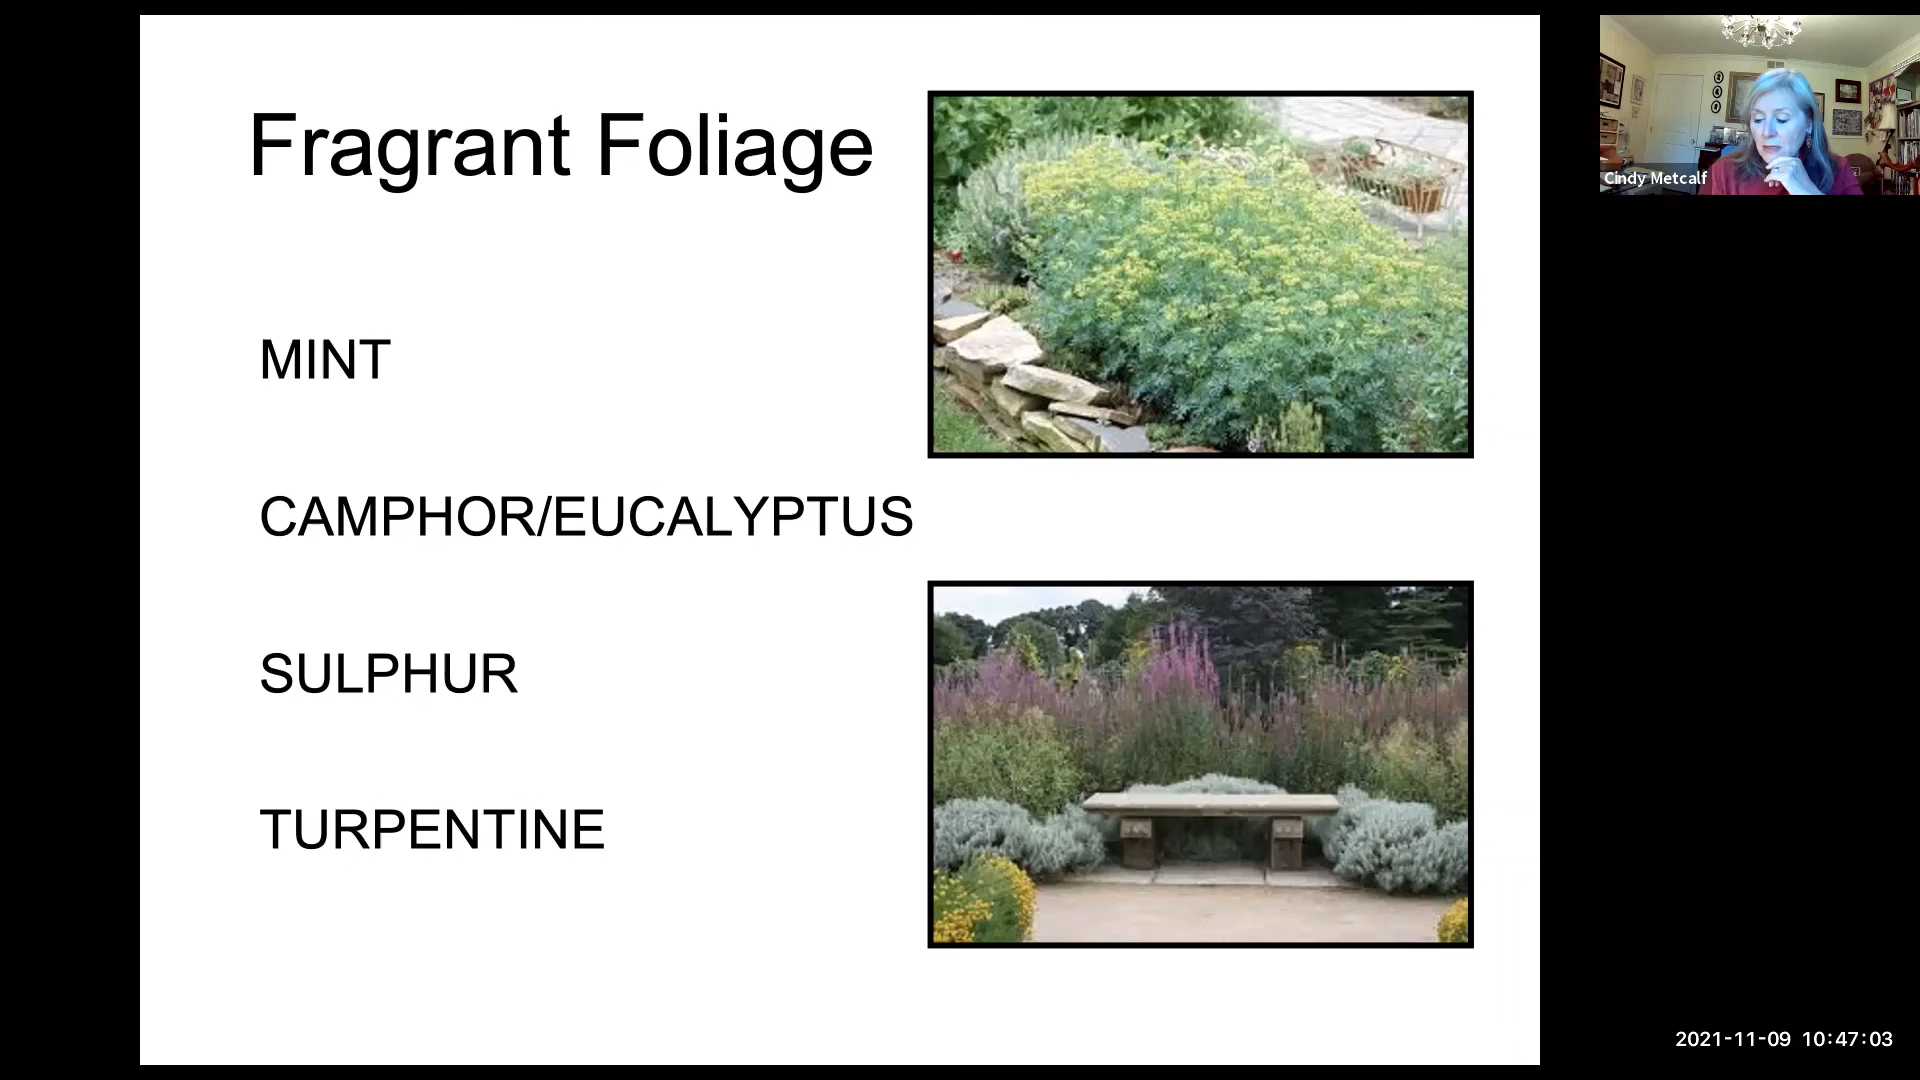 Fragrant Foliage
MINT
CAMPHOR/EUCALYPTUS
SULPHUR
TURPENTINE
Cindy Metcalf
2021-11-09 10:47:03